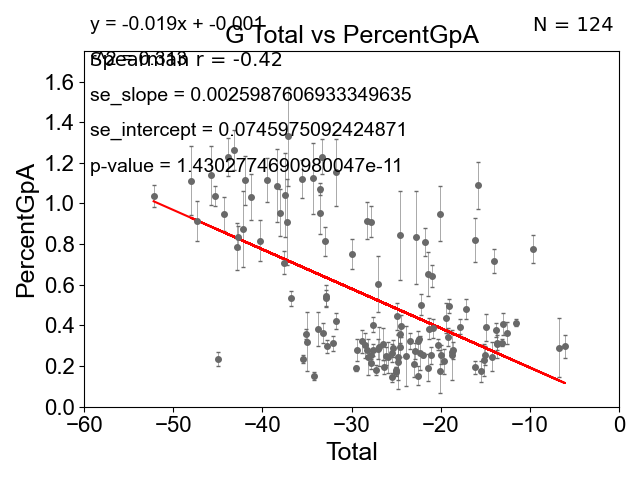 y = -0.019x + -0.001
N = 124
G Total vs PercentGpA
Spearman r = -0.42
se_slope = 0.0025987606933349635
se_intercept = 0.0745975092424871
p-value = 1.4302774690980047e-11
PercentGpA
1.6
1.4
1.2
1.0
0.8
0.6
0.4
0.2
0.0
−60
−50
−40
−30
−20
−10
0
Total